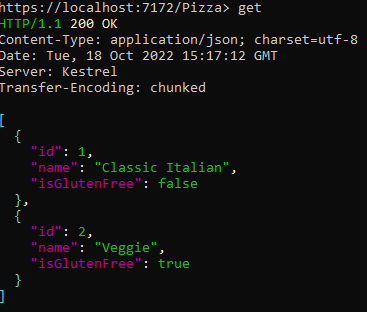 https://localhost:7172/Pizza> get
HTTP/1.1 200 OK
Content-Type: application/json; charset=utf-8
Date: Tue, 18 Oct 2022 15:17:12 GMT
Server: Kestrel
Transfer-Encoding: chunked
[
  {
    "id": 1,
    "name": "Classic Italian",
    "isGlutenFree": false
  },
  {
    "id": 2,
    "name": "Veggie",
    "isGlutenFree": true
  }
]